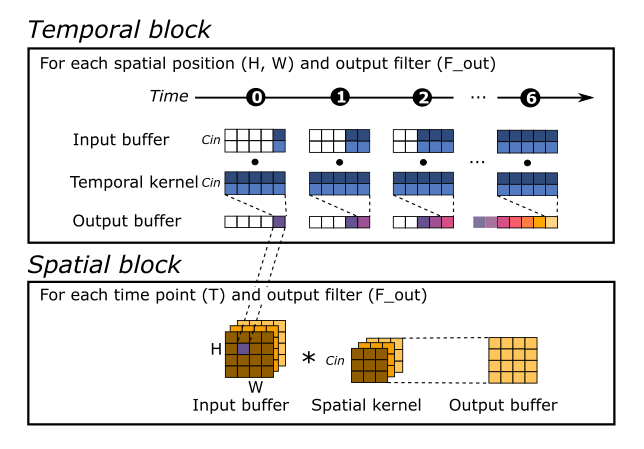 Temporal block
For each spatial position (H, W) and output filter (F_out)
Time 0 1 2 ... 6
Input buffer Cin
...
Temporal kernel Cin
Output buffer
Spatial block
For each time point (T) and output filter (F_out)
H * Cin
W
Input buffer Spatial kernel Output buffer